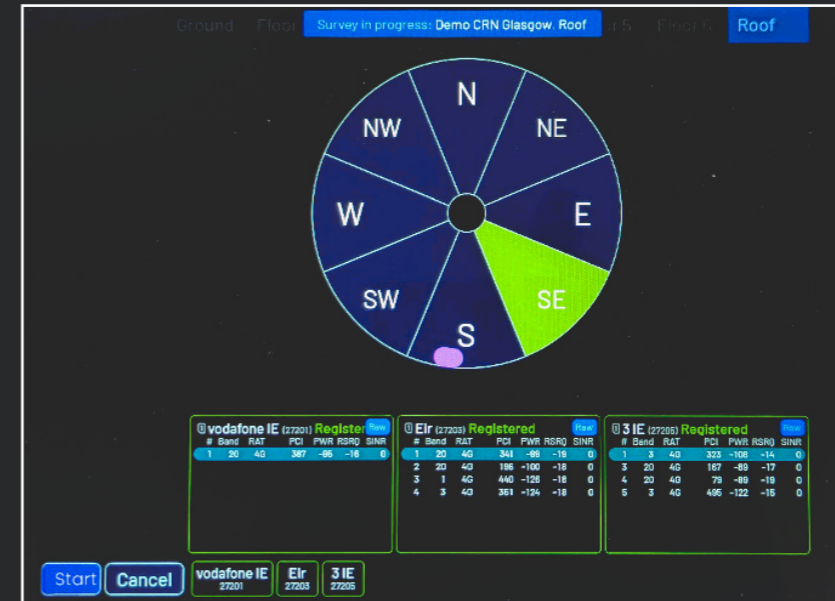 Ground Floor Survey in progress: Demo CRN Glasgow. Roof r 5 Floor 6 Roof
N
NW NE
W E
SW SE
S
vodafone IE (27201) Register Raw
# Band RAT PCI PWR RSRQ SINR
1 20 4G 387 -95 -16 0
EIr (27203) Registered Raw
# Band RAT PCI PWR RSRQ SINR
1 20 4G 341 -99 -19 0
2 20 4G 196 -100 -18 0
3 1 4G 440 -126 -18 0
4 3 4G 361 -124 -18 0
3 IE (27205) Registered Raw
# Band RAT PCI PWR RSRQ SINR
1 3 4G 323 -108 -14 0
3 20 4G 167 -89 -17 0
4 20 4G 79 -89 -19 0
5 3 4G 495 -122 -15 0
Start Cancel vodafone IE EIr 3 IE
27201 27203 27205